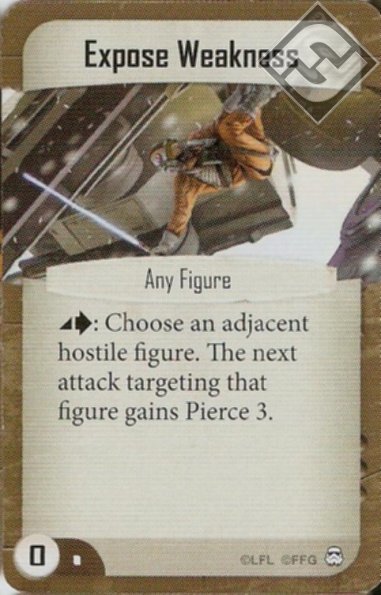 Expose Weakness
Any Figure
: Choose an adjacent
hostile figure. The next
attack targeting that
figure gains Pierce 3.
0
©LFL ©FFG